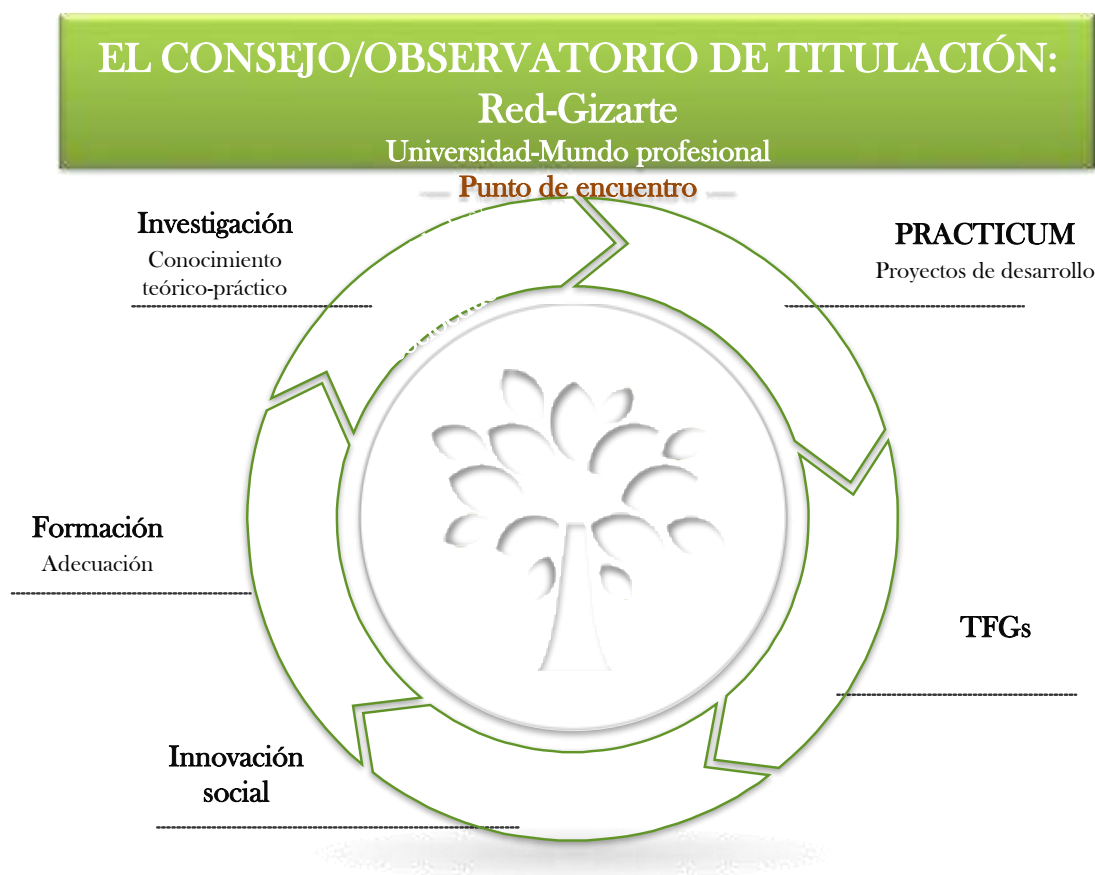 EL CONSEJO/OBSERVATORIO DE TITULACIÓN:
Red-Gizarte
Universidad-Mundo profesional
Punto de encuentro
Investigación
Conocimiento
teórico-práctico
PRACTICUM
Proyectos de desarrollo
Formación
Adecuación
TFGs
Innovación
social